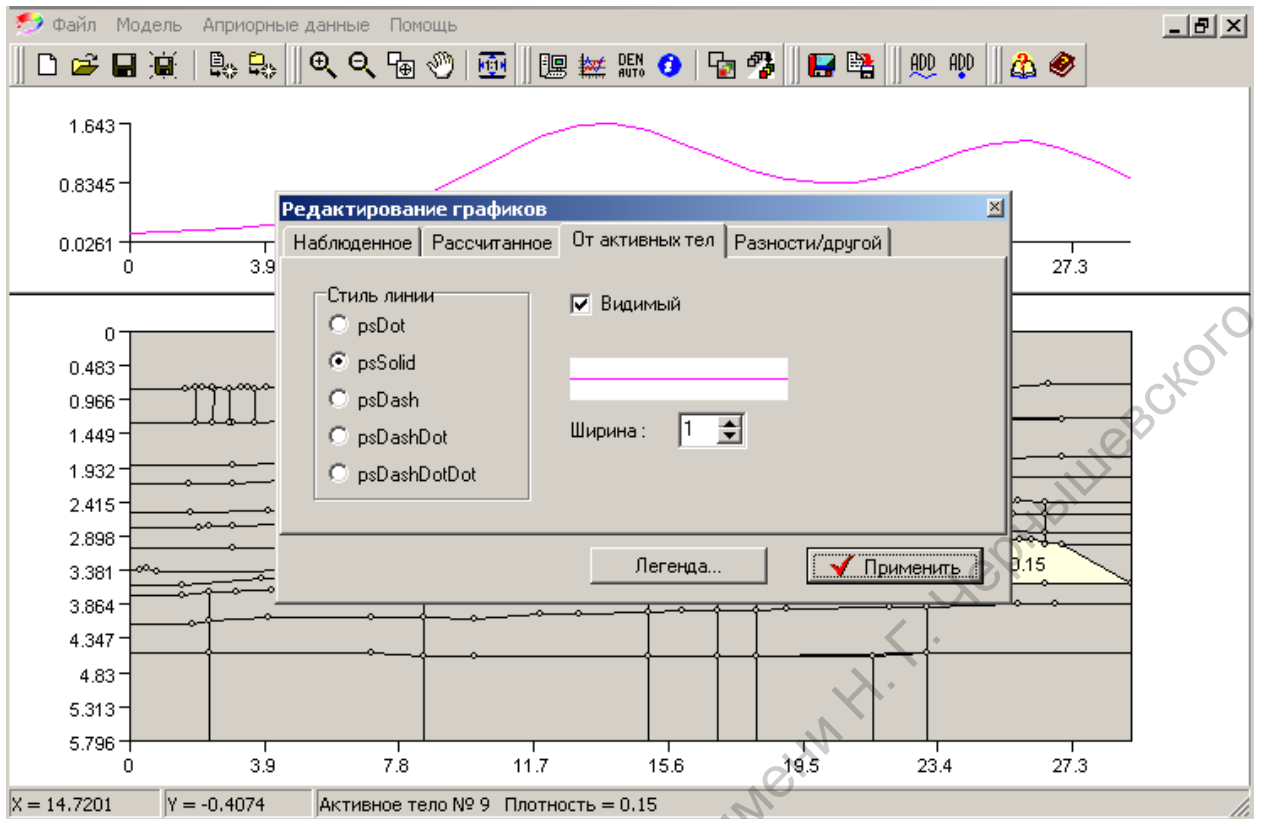 Файл Модель Априорные данные Помощь
DEN AUTO ADD ADD
1.643
0.8345
0.0261
0 3.9 27.3
Редактирование графиков
Наблюденное Рассчитанное От активных тел Разности/другой
Стиль линии
psDot
psSolid
psDash
psDashDot
psDashDotDot
Видимый
Ширина : 1
Легенда... Применить
0
0.483
0.966
1.449
1.932
2.415
2.898
3.381
3.864
4.347
4.83
5.313
5.796
0.15
0 3.9 7.8 11.7 15.6 19.5 23.4 27.3
X = 14.7201 Y = -0.4074 Активное тело № 9 Плотность = 0.15
имени Н. Г. Чернышевского